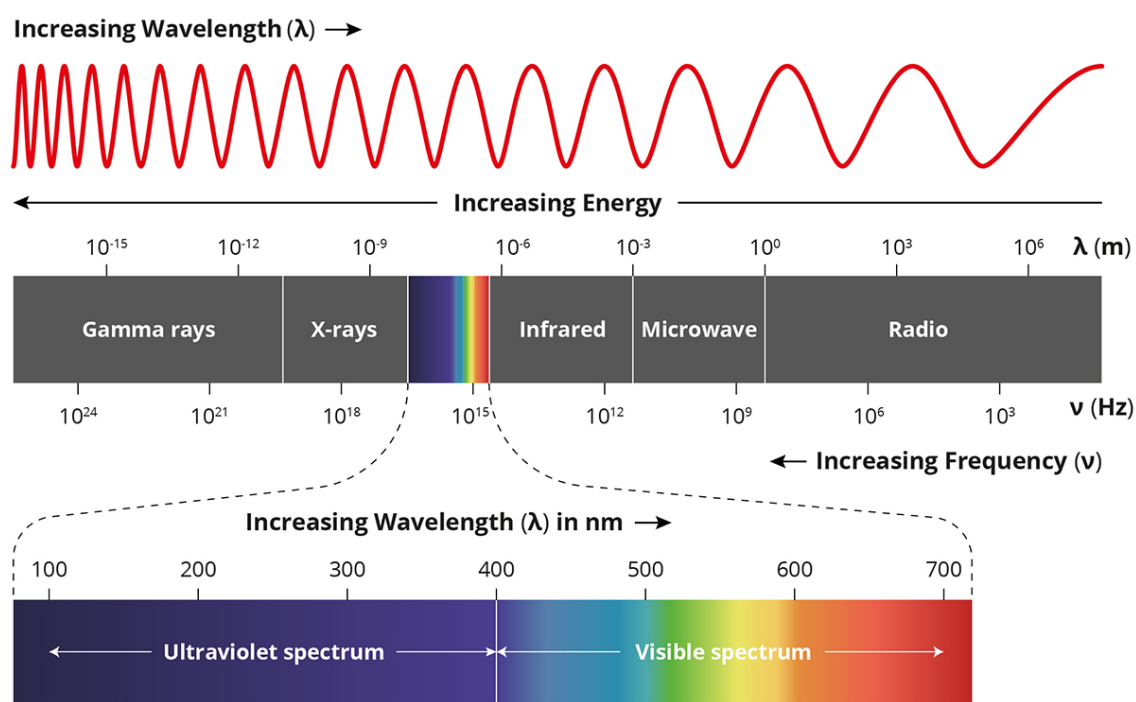 Increasing Wavelength (λ) →
← Increasing Energy
10⁻¹⁵ 10⁻¹² 10⁻⁹ 10⁻⁶ 10⁻³ 10⁰ 10³ 10⁶ λ (m)
Gamma rays X-rays Infrared Microwave Radio
10²⁴ 10²¹ 10¹⁸ 10¹⁵ 10¹² 10⁹ 10⁶ 10³ ν (Hz)
← Increasing Frequency (ν)
Increasing Wavelength (λ) in nm →
100 200 300 400 500 600 700
Ultraviolet spectrum Visible spectrum